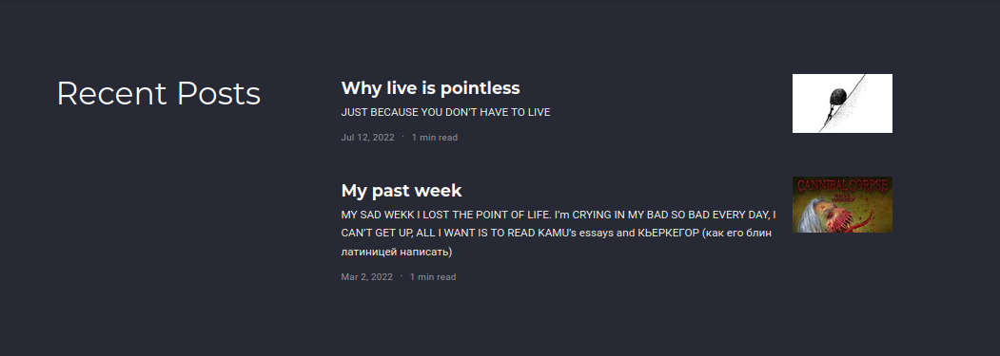 Recent Posts
Why live is pointless
JUST BECAUSE YOU DON'T HAVE TO LIVE
Jul 12, 2022 · 1 min read
My past week
MY SAD WEKK I LOST THE POINT OF LIFE. I'm CRYING IN MY BAD SO BAD EVERY DAY, I
CAN'T GET UP, ALL I WANT IS TO READ KAMU's essays and КЬЕРКЕГОР (как его блин
латиницей написать)
Mar 2, 2022 · 1 min read
CANNIBAL CORPSE